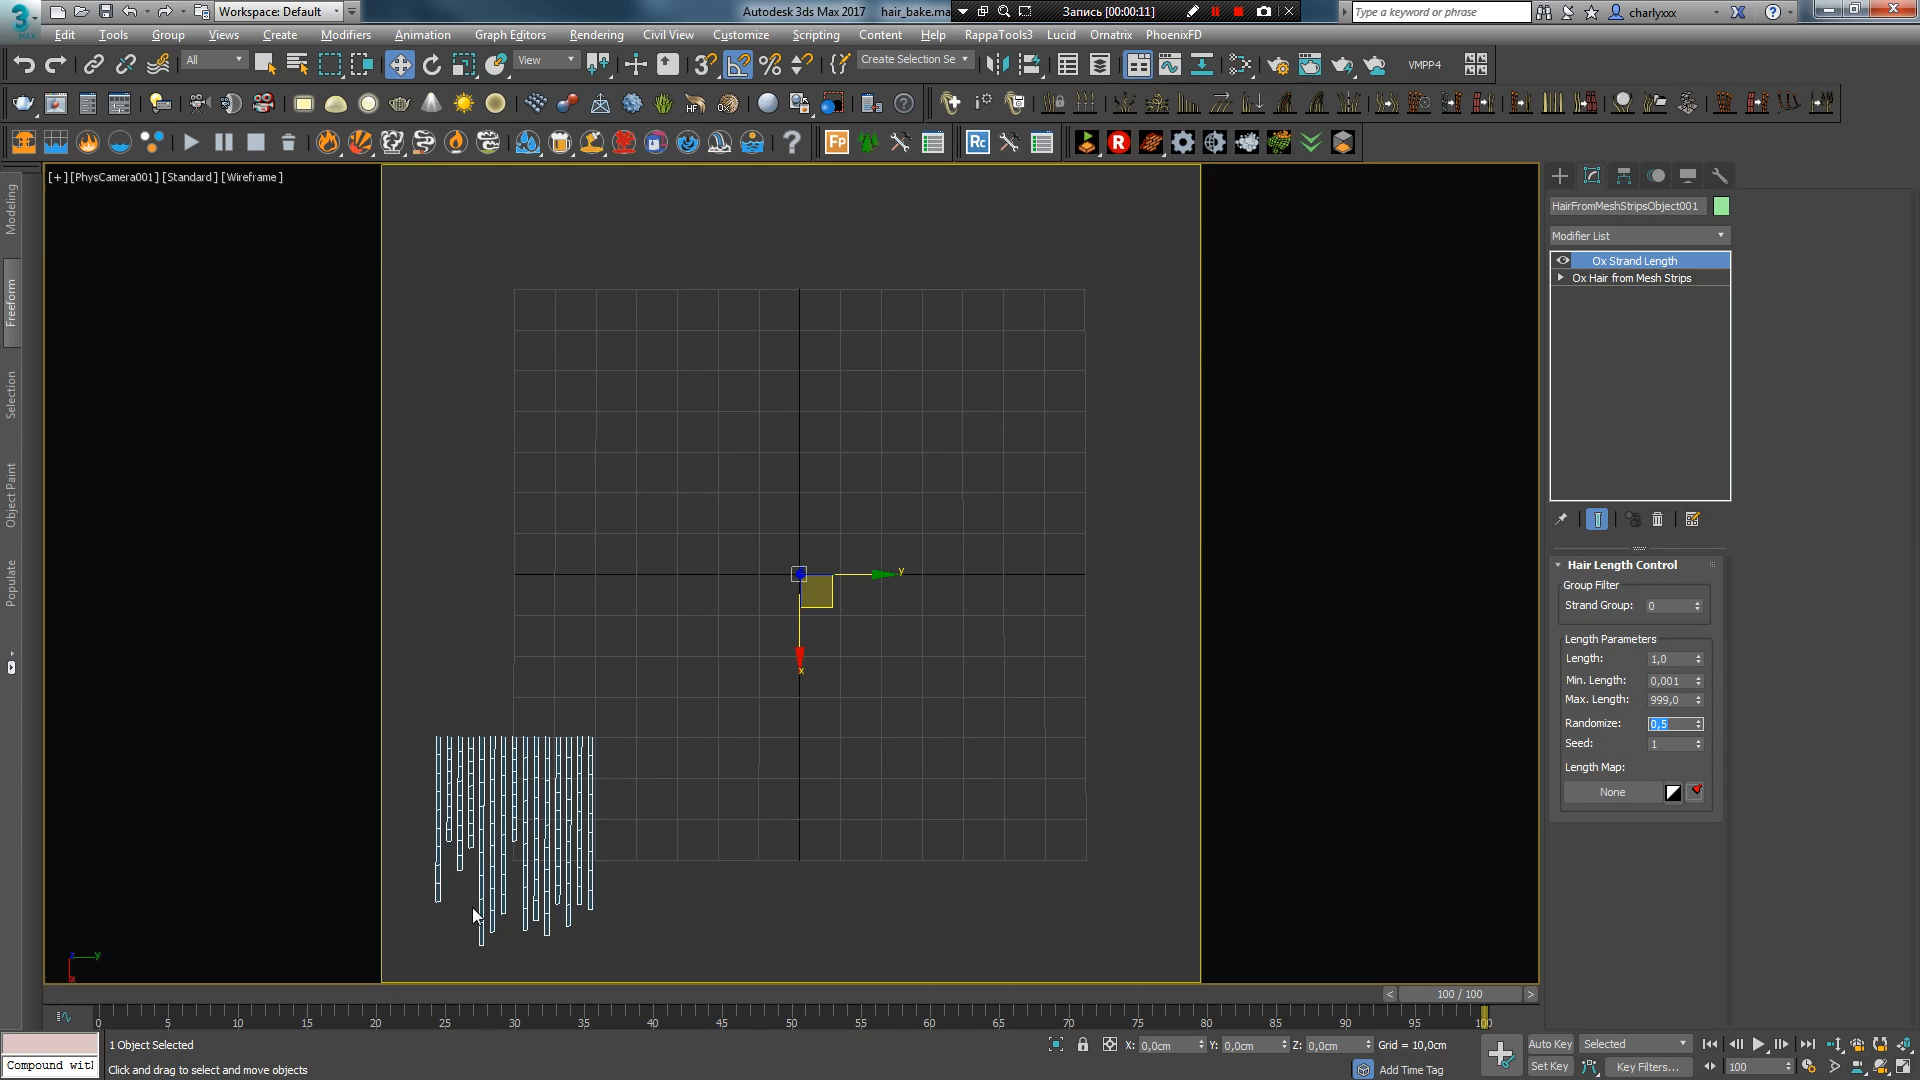 Workspace: Default
Autodesk 3ds Max 2017 hair_bake.ma
Запись [00:00:11]
Type a keyword or phrase
charlyxxx
3
MAX
Edit Tools Group Views Create Modifiers Animation Graph Editors Rendering Civil View Customize Scripting Content Help RappaTools3 Lucid Ornatrix PhoenixFD
All
View
Create Selection Se
VMPP4
HF
Fp
Rc
R
[+] [PhysCamera001] [Standard] [Wireframe]
Modeling
Freeform
Selection
Object Paint
Populate
HairFromMeshStripsObject001
Modifier List
Ox Strand Length
Ox Hair from Mesh Strips
Hair Length Control
Group Filter
Strand Group: 0
Length Parameters
Length: 1,0
Min. Length: 0,001
Max. Length: 999,0
Randomize: 0,5
Seed: 1
Length Map:
None
y
x
y
x
< 100 / 100 >
0 5 10 15 20 25 30 35 40 45 50 55 60 65 70 75 80 85 90 95 100
1 Object Selected
X: 0,0cm Y: 0,0cm Z: 0,0cm Grid = 10,0cm
Auto Key Selected
Compound witl
Click and drag to select and move objects
Add Time Tag
Set Key Key Filters... 100